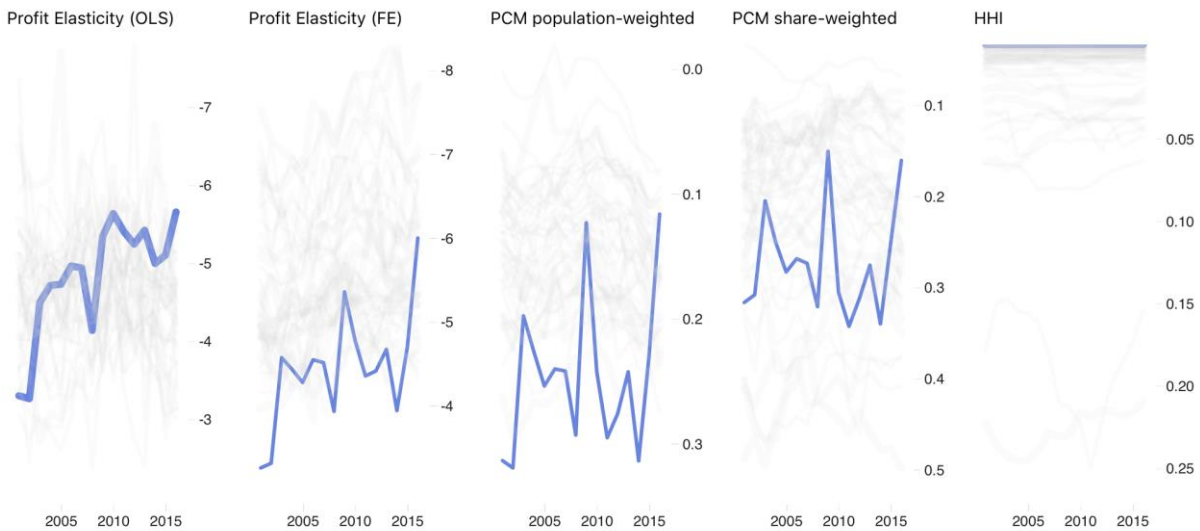 Profit Elasticity (OLS)
Profit Elasticity (FE)
PCM population-weighted
PCM share-weighted
HHI
-7
-6
-5
-4
-3
2005 2010 2015
-8
-7
-6
-5
-4
2005 2010 2015
0.0
0.1
0.2
0.3
2005 2010 2015
0.1
0.2
0.3
0.4
0.5
2005 2010 2015
0.05
0.10
0.15
0.20
0.25
2005 2010 2015